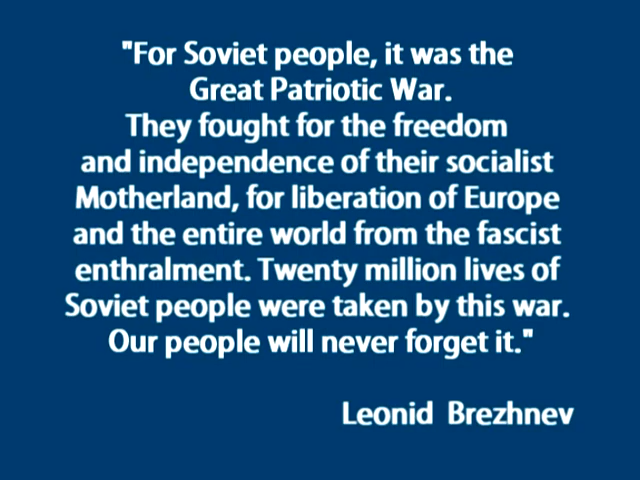 "For Soviet people, it was the
Great Patriotic War.
They fought for the freedom
and independence of their socialist
Motherland, for liberation of Europe
and the entire world from the fascist
enthralment. Twenty million lives of
Soviet people were taken by this war.
Our people will never forget it."
Leonid Brezhnev